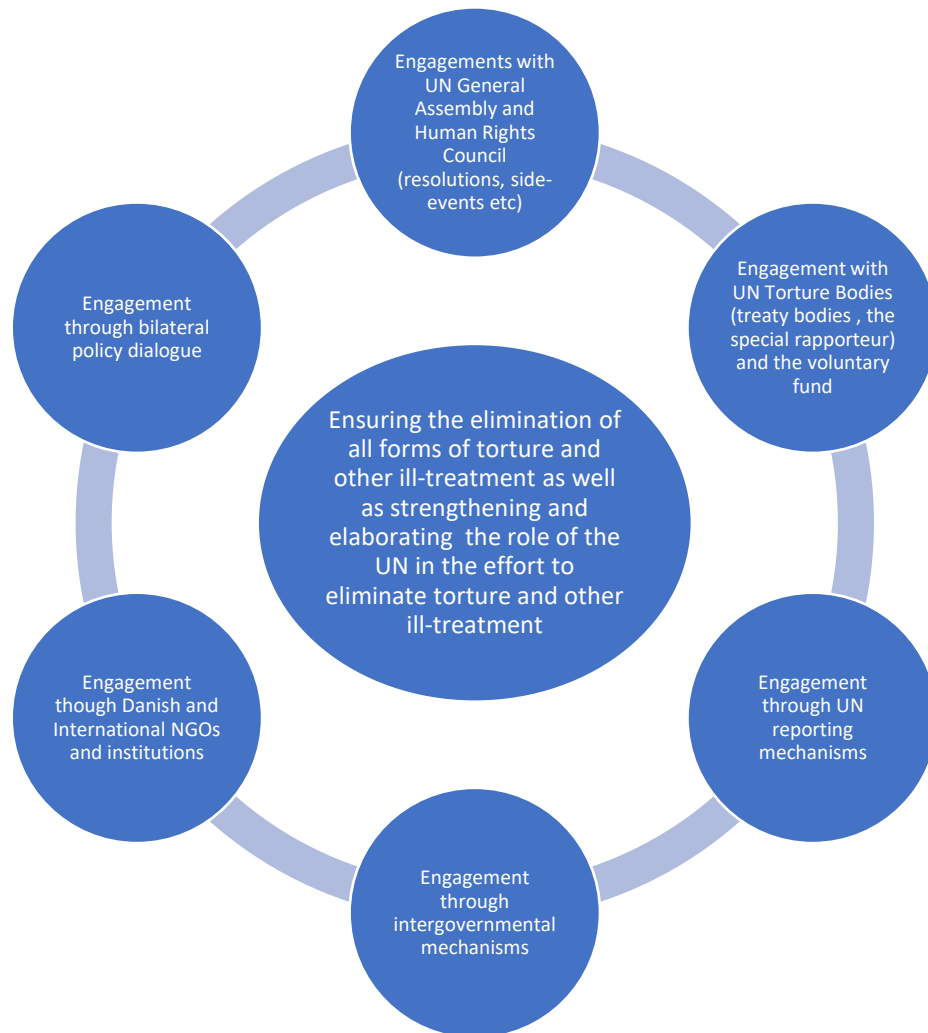 Engagements with
UN General
Assembly and
Human Rights
Council
(resolutions, side-
events etc)
Engagement with
UN Torture Bodies
(treaty bodies , the
special rapporteur)
and the voluntary
fund
Engagement
through UN
reporting
mechanisms
Engagement
through
intergovernmental
mechanisms
Engagement
though Danish and
International NGOs
and institutions
Engagement
through bilateral
policy dialogue
Ensuring the elimination of
all forms of torture and
other ill-treatment as well
as strengthening and
elaborating  the role of the
UN in the effort to
eliminate torture and other
ill-treatment